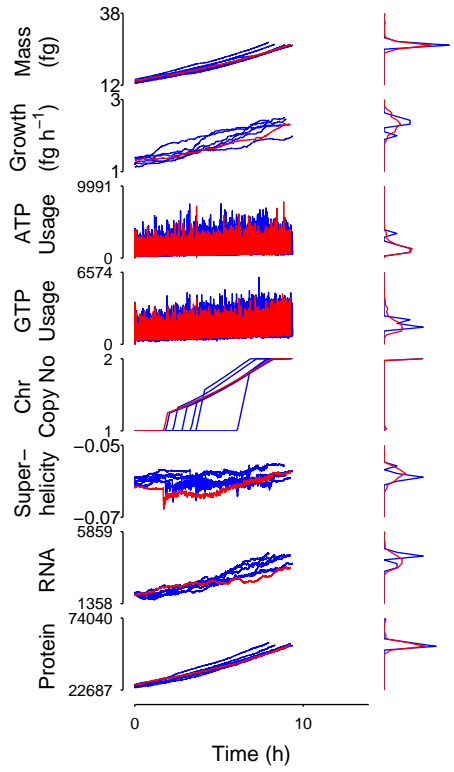 38
Mass
(fg)
12
3
Growth
(fg h−1)
1
9991
ATP
Usage
0
6574
GTP
Usage
0
2
Chr
Copy No
1
−0.05
Super−
helicity
−0.07
5859
RNA
1358
74040
Protein
22687
0 10
Time (h)